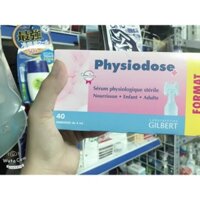 Physiodose
Sérum physiologique stérile
Nourrisson • Enfant • Adulte
40
GILBERT
FORMAT